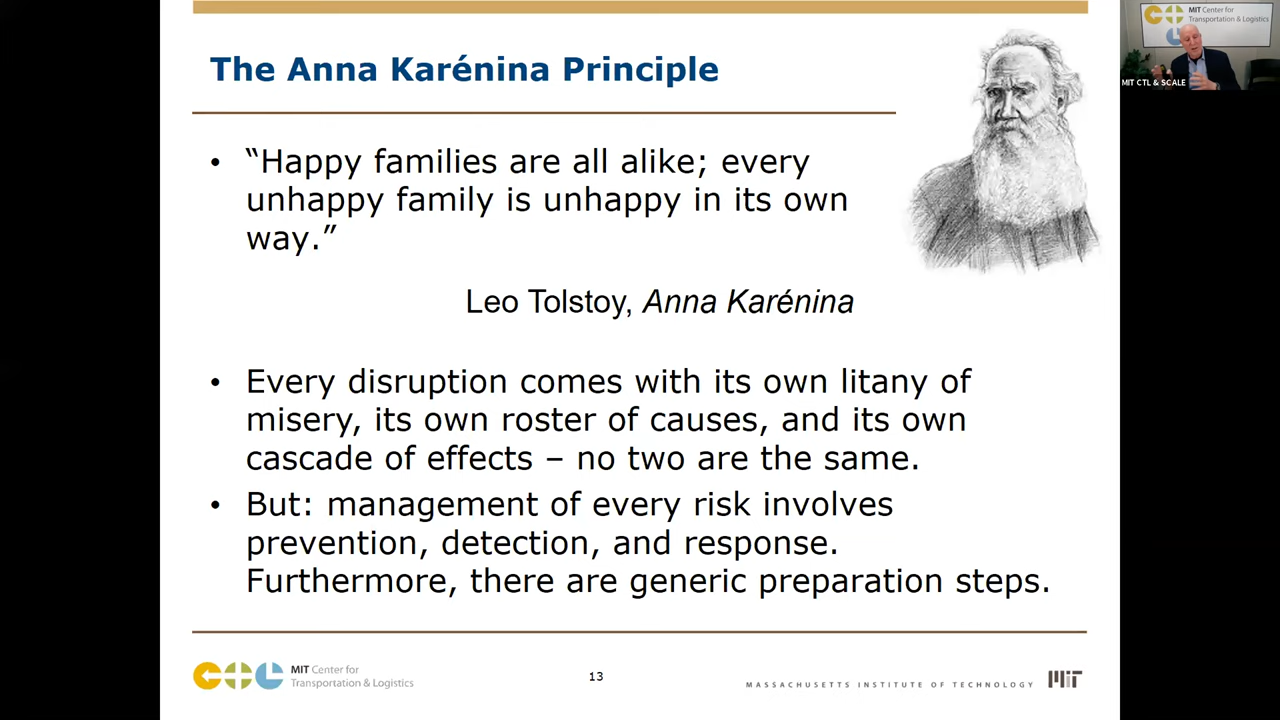 The Anna Karénina Principle
• “Happy families are all alike; every
unhappy family is unhappy in its own
way.”
Leo Tolstoy, Anna Karénina
• Every disruption comes with its own litany of
misery, its own roster of causes, and its own
cascade of effects – no two are the same.
• But: management of every risk involves
prevention, detection, and response.
Furthermore, there are generic preparation steps.
MIT Center for
Transportation & Logistics
13
MASSACHUSETTS INSTITUTE OF TECHNOLOGY
MIT
MIT Center for
Transportation & Logistics
MIT CTL & SCALE